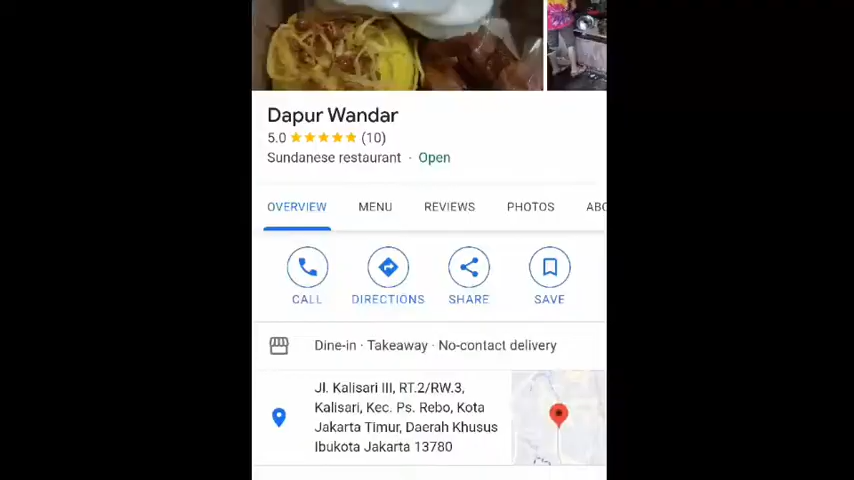 Dapur Wandar
5.0 (10)
Sundanese restaurant · Open
OVERVIEW MENU REVIEWS PHOTOS ABO
CALL DIRECTIONS SHARE SAVE
Dine-in · Takeaway · No-contact delivery
Jl. Kalisari III, RT.2/RW.3,
Kalisari, Kec. Ps. Rebo, Kota
Jakarta Timur, Daerah Khusus
Ibukota Jakarta 13780